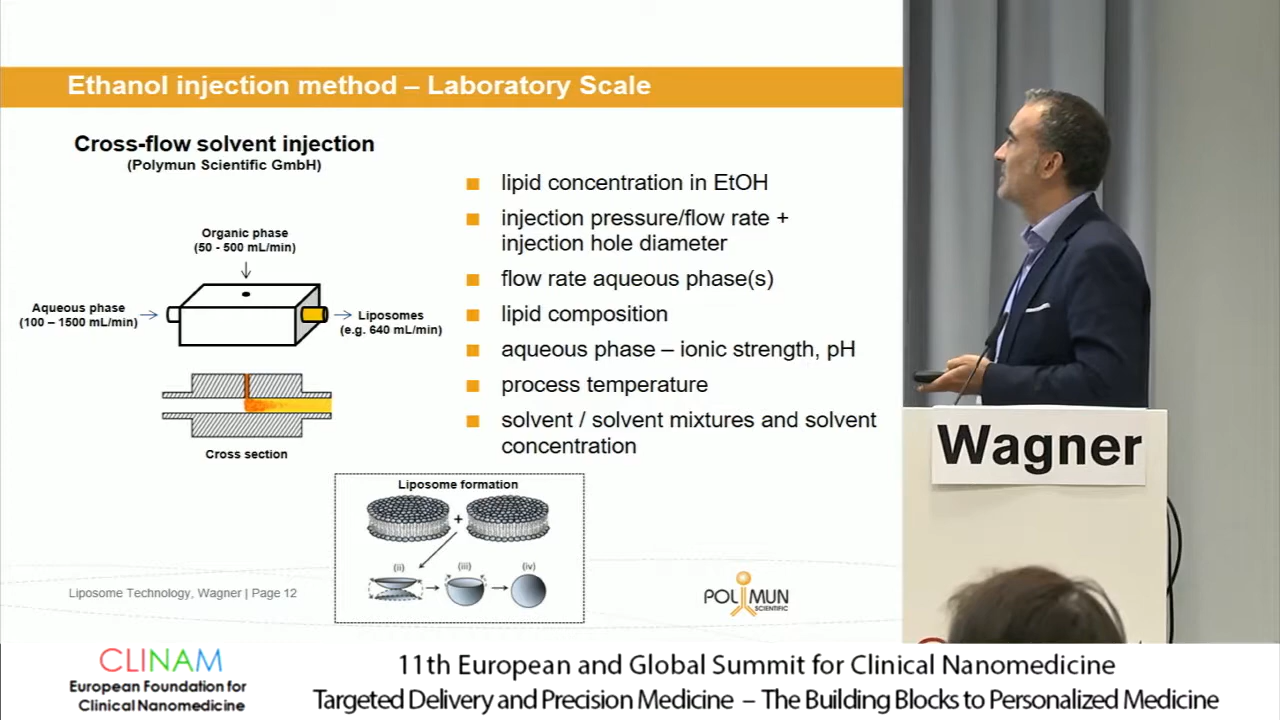 Ethanol injection method – Laboratory Scale
Cross-flow solvent injection
(Polymun Scientific GmbH)
Organic phase
(50 - 500 mL/min)
Aqueous phase
(100 – 1500 mL/min)
Liposomes
(e.g. 640 mL/min)
Cross section
lipid concentration in EtOH
injection pressure/flow rate +
injection hole diameter
flow rate aqueous phase(s)
lipid composition
aqueous phase – ionic strength, pH
process temperature
solvent / solvent mixtures and solvent
concentration
Liposome formation
+
(ii)
(iii)
(iv)
Liposome Technology, Wagner | Page 12
POLYMUN
SCIENTIFIC
Wagner
CLINAM
European Foundation for
Clinical Nanomedicine
11th European and Global Summit for Clinical Nanomedicine
Targeted Delivery and Precision Medicine – The Building Blocks to Personalized Medicine